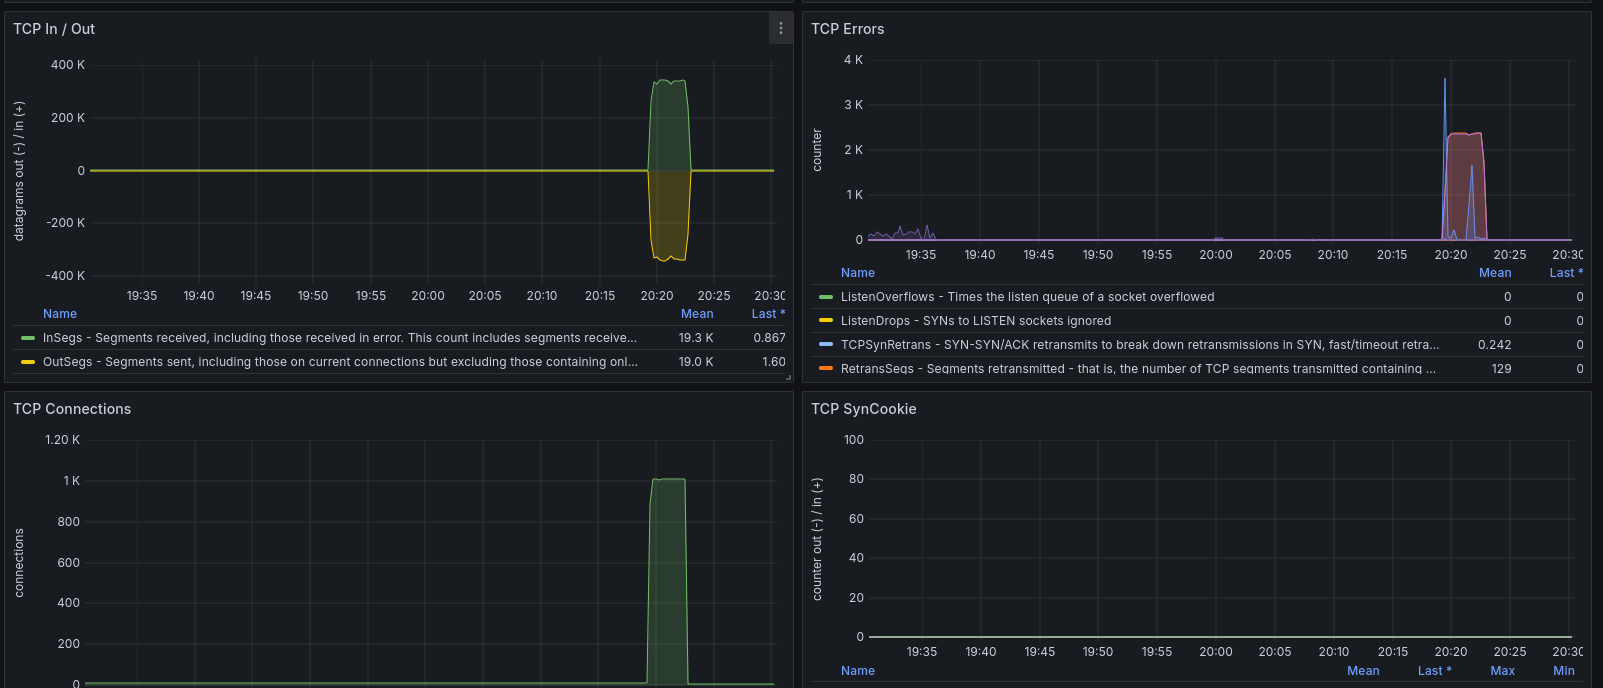 TCP In / Out
datagrams out (-) / in (+)
400 K
200 K
0
-200 K
-400 K
19:35 19:40 19:45 19:50 19:55 20:00 20:05 20:10 20:15 20:20 20:25 20:30
Name Mean Last *
InSegs - Segments received, including those received in error. This count includes segments receive... 19.3 K 0.867
OutSegs - Segments sent, including those on current connections but excluding those containing onl... 19.0 K 1.60
TCP Errors
counter
4 K
3 K
2 K
1 K
0
19:35 19:40 19:45 19:50 19:55 20:00 20:05 20:10 20:15 20:20 20:25 20:30
Name Mean Last *
ListenOverflows - Times the listen queue of a socket overflowed 0 0
ListenDrops - SYNs to LISTEN sockets ignored 0 0
TCPSynRetrans - SYN-SYN/ACK retransmits to break down retransmissions in SYN, fast/timeout retra... 0.242 0
RetransSegs - Segments retransmitted - that is, the number of TCP segments transmitted containing ... 129 0
TCP Connections
connections
1.20 K
1 K
800
600
400
200
0
TCP SynCookie
counter out (-) / in (+)
100
80
60
40
20
0
19:35 19:40 19:45 19:50 19:55 20:00 20:05 20:10 20:15 20:20 20:25 20:30
Name Mean Last * Max Min